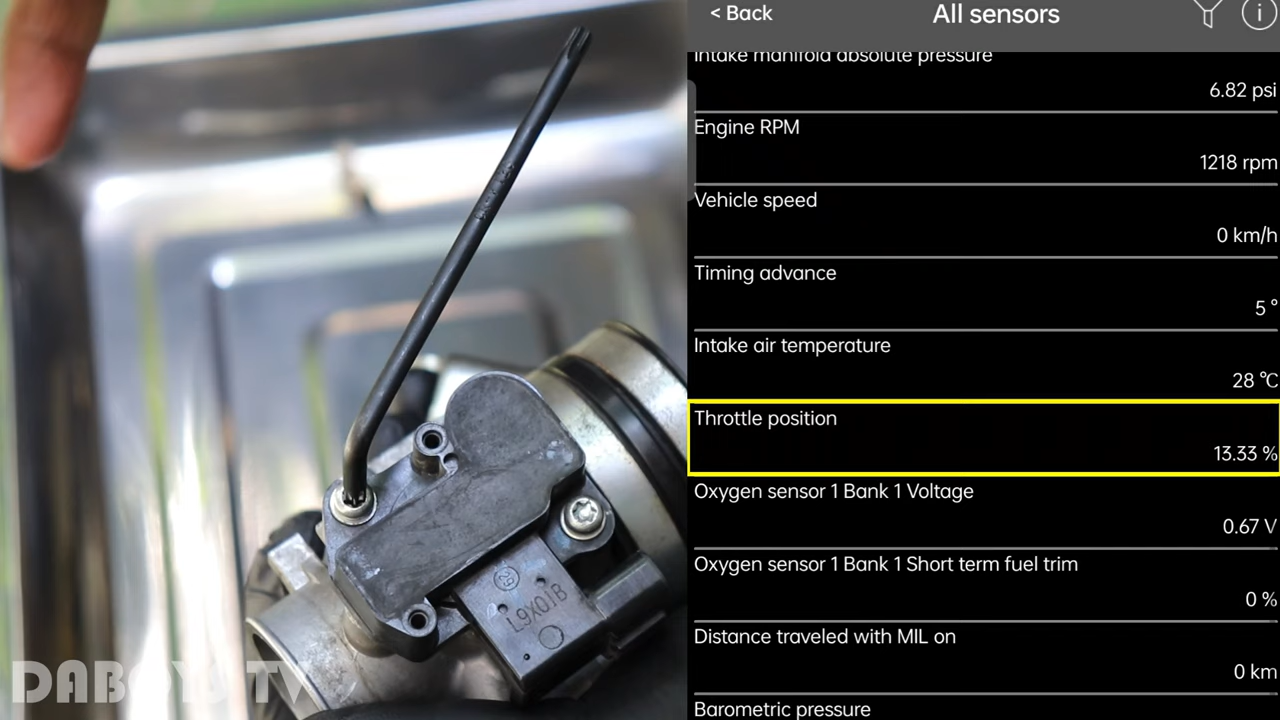 < Back
All sensors
i
Intake manifold absolute pressure
6.82 psi
Engine RPM
1218 rpm
Vehicle speed
0 km/h
Timing advance
5 °
Intake air temperature
28 °C
Throttle position
13.33 %
Oxygen sensor 1 Bank 1 Voltage
0.67 V
Oxygen sensor 1 Bank 1 Short term fuel trim
0 %
Distance traveled with MIL on
0 km
Barometric pressure
29
L9X01B
DABOYS TV